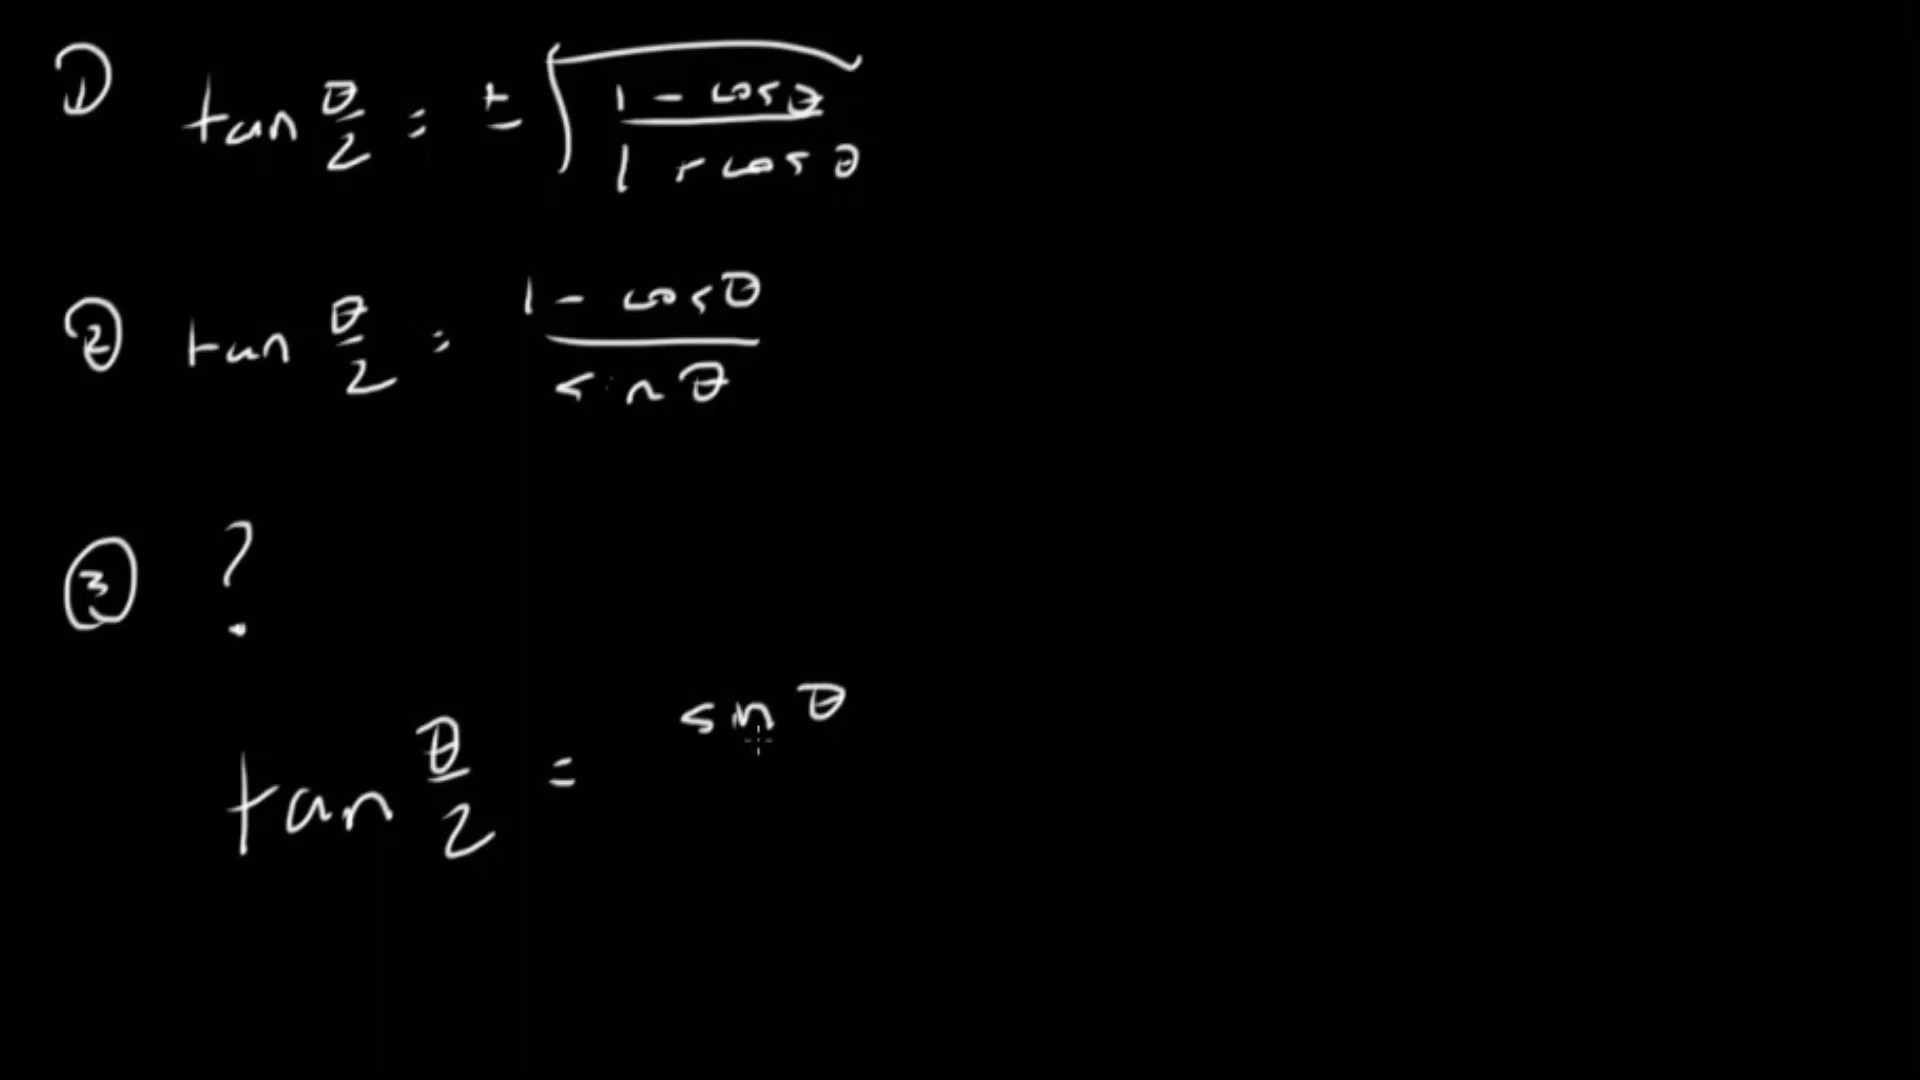 ① tan θ/2 = ± √((1 - cos θ)/(1 + cos θ))
② tan θ/2 = (1 - cos θ)/(sin θ)
③ ?
tan θ/2 = sin θ